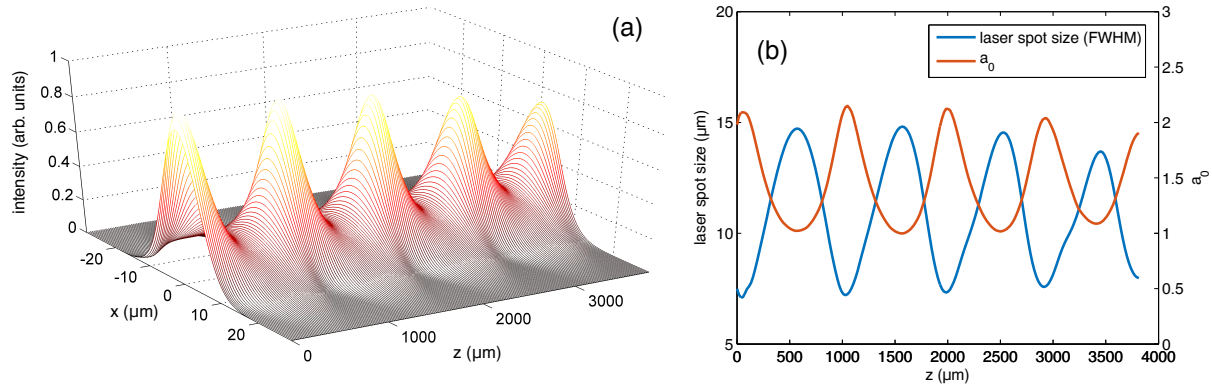 (a)
intensity (arb. units)
1
0.8
0.6
0.4
0.2
0
-20
-10
0
10
20
x (µm)
0
1000
2000
3000
z (µm)
(b)
laser spot size (FWHM)
a0
20
15
10
5
laser spot size (µm)
3
2.5
2
1.5
1
0.5
0
a0
0 500 1000 1500 2000 2500 3000 3500 4000
z (µm)